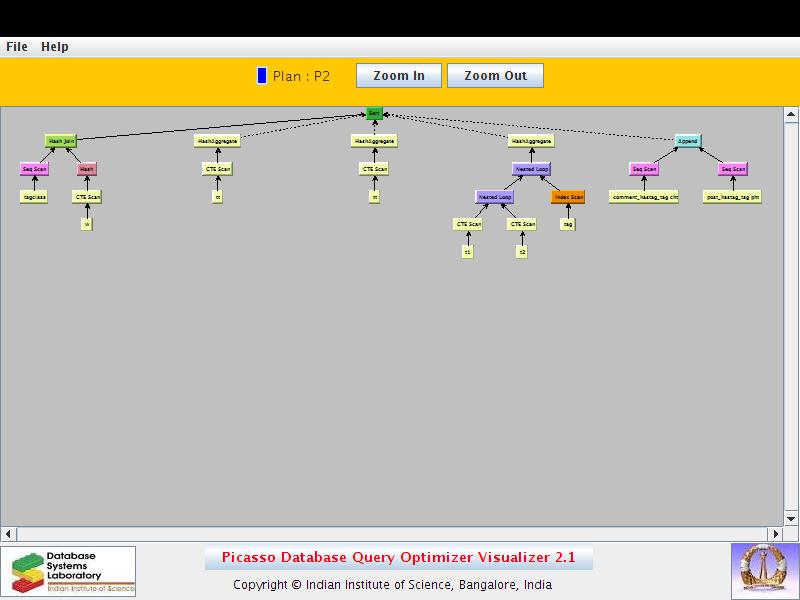 File Help
Plan : P2 Zoom In Zoom Out
Sort
Hash Join HashAggregate HashAggregate HashAggregate Append
Seq Scan Hash CTE Scan CTE Scan Nested Loop Seq Scan Seq Scan
tagclass CTE Scan tt tt Nested Loop Index Scan comment_hastag_tag cht post_hastag_tag pht
CTE Scan CTE Scan tag
t1 t2
Database
Systems
Laboratory
Indian Institute of Science
Picasso Database Query Optimizer Visualizer 2.1
Copyright © Indian Institute of Science, Bangalore, India